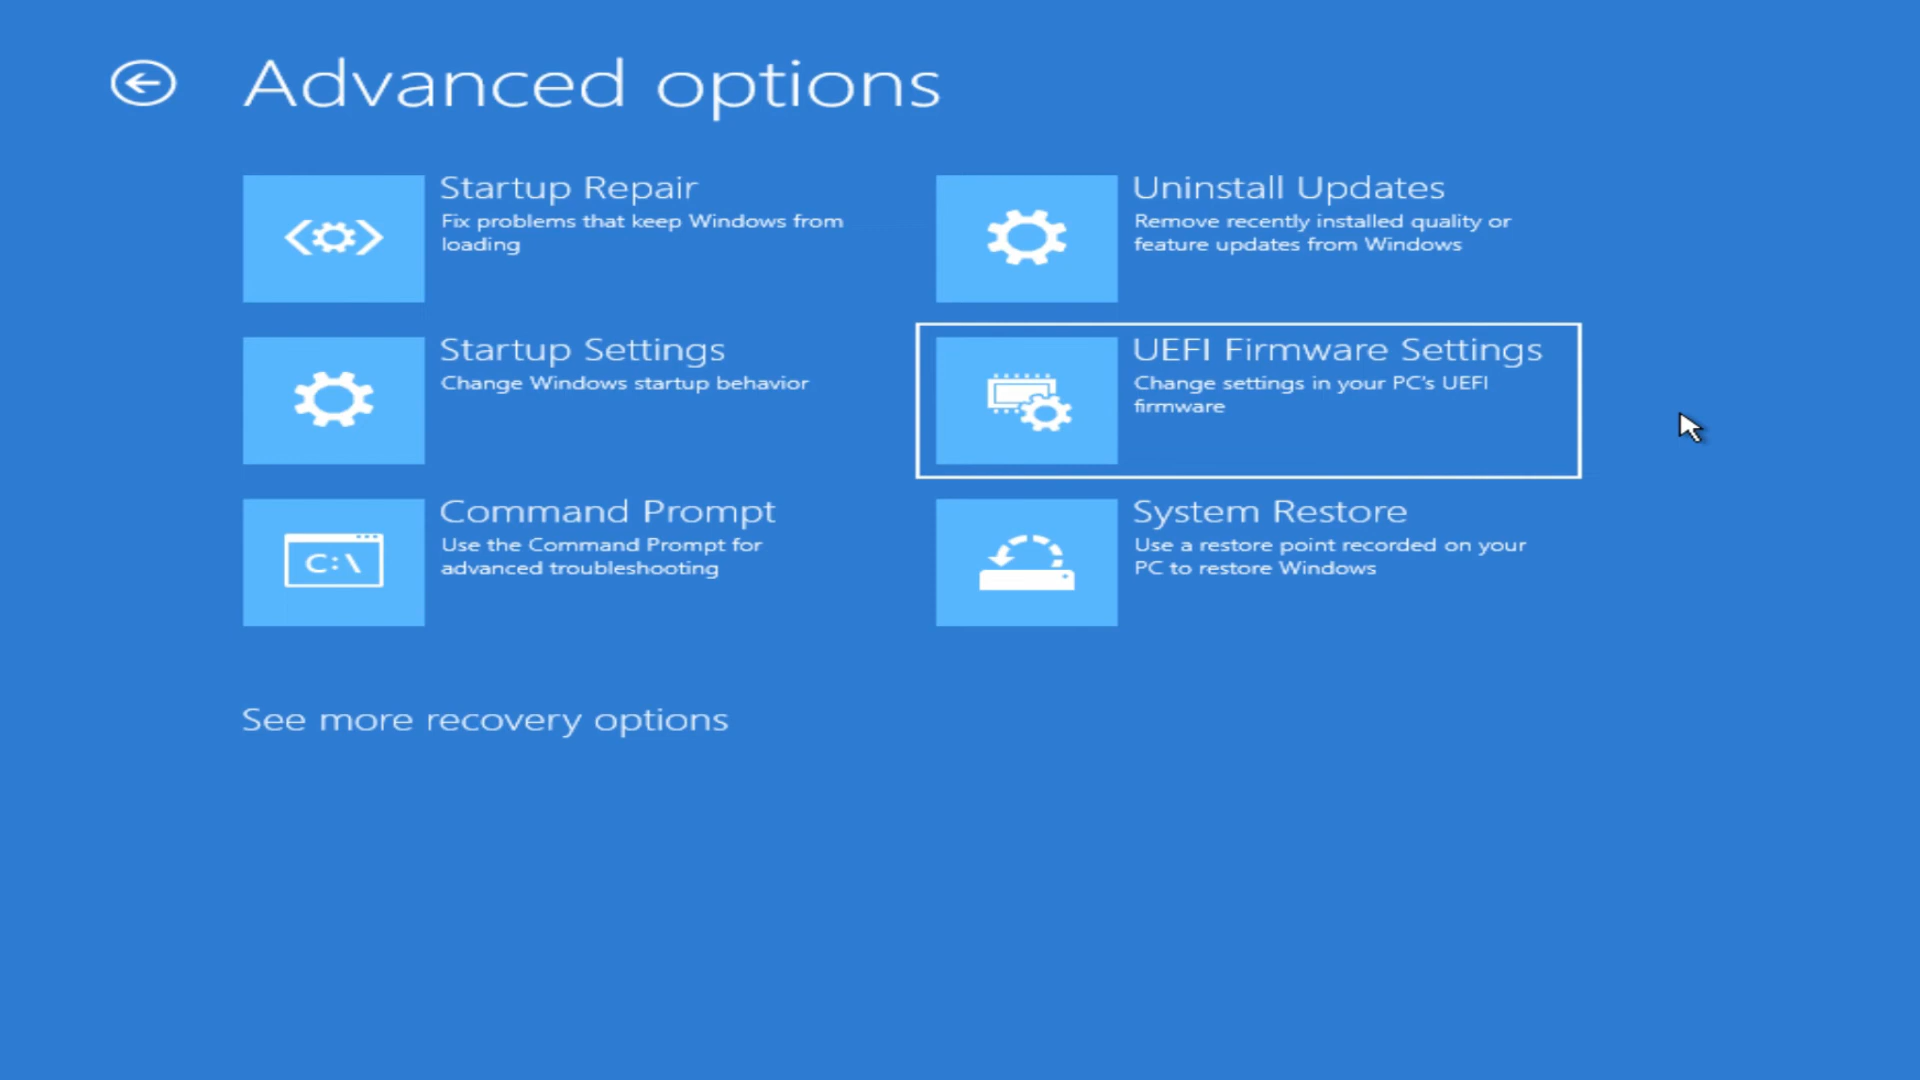 Advanced options
Startup Repair
Fix problems that keep Windows from
loading
Uninstall Updates
Remove recently installed quality or
feature updates from Windows
Startup Settings
Change Windows startup behavior
UEFI Firmware Settings
Change settings in your PC's UEFI
firmware
C:\
Command Prompt
Use the Command Prompt for
advanced troubleshooting
System Restore
Use a restore point recorded on your
PC to restore Windows
See more recovery options